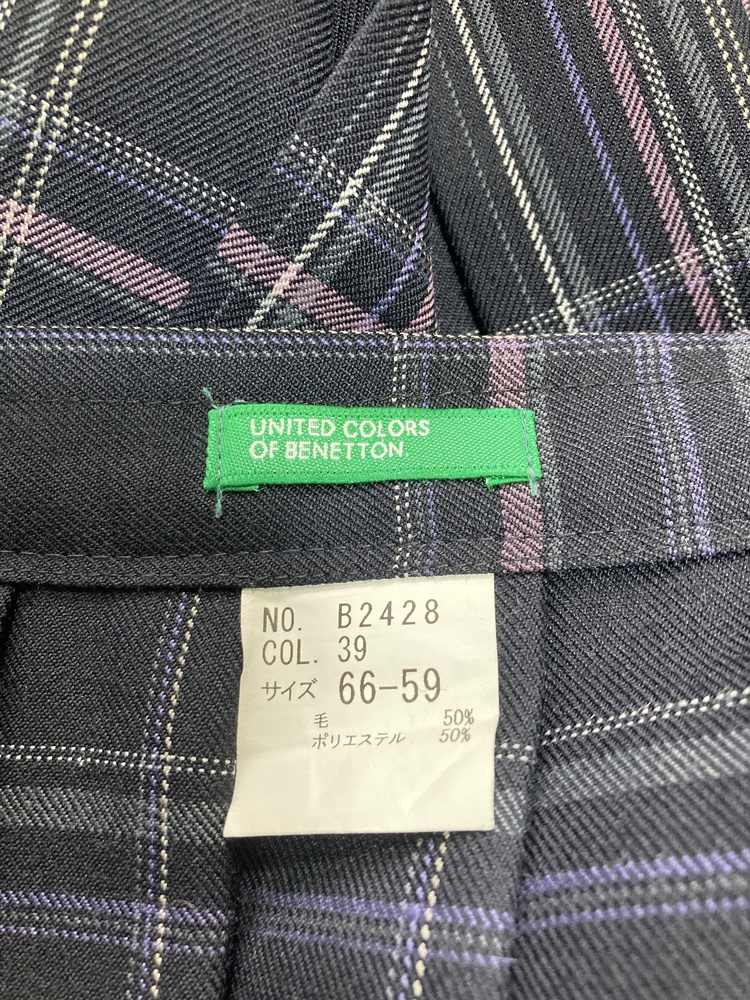 UNITED COLORS
OF BENETTON.
NO. B2428
COL. 39
サイズ 66-59
毛 50%
ポリエステル 50%